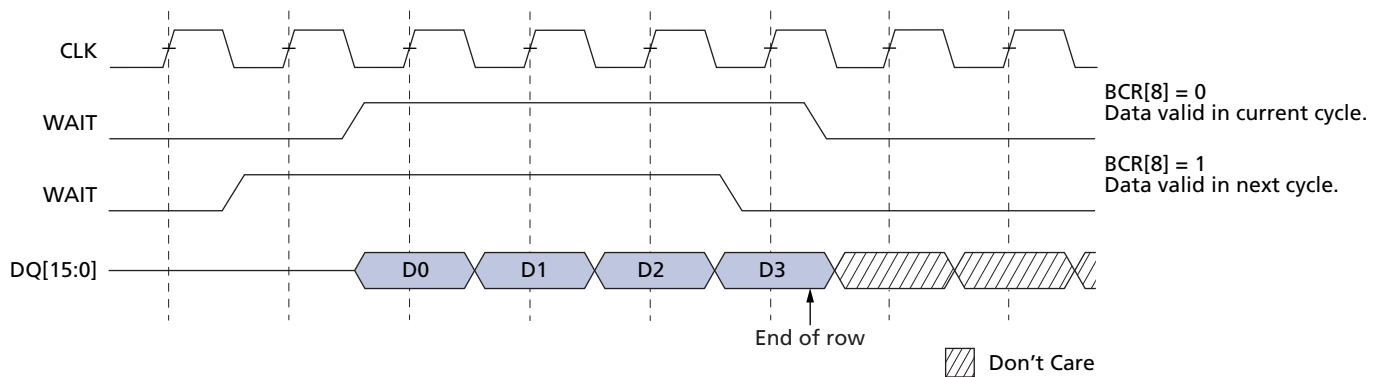 CLK
WAIT
BCR[8] = 0
Data valid in current cycle.
WAIT
BCR[8] = 1
Data valid in next cycle.
DQ[15:0]
D0
D1
D2
D3
End of row
Don't Care